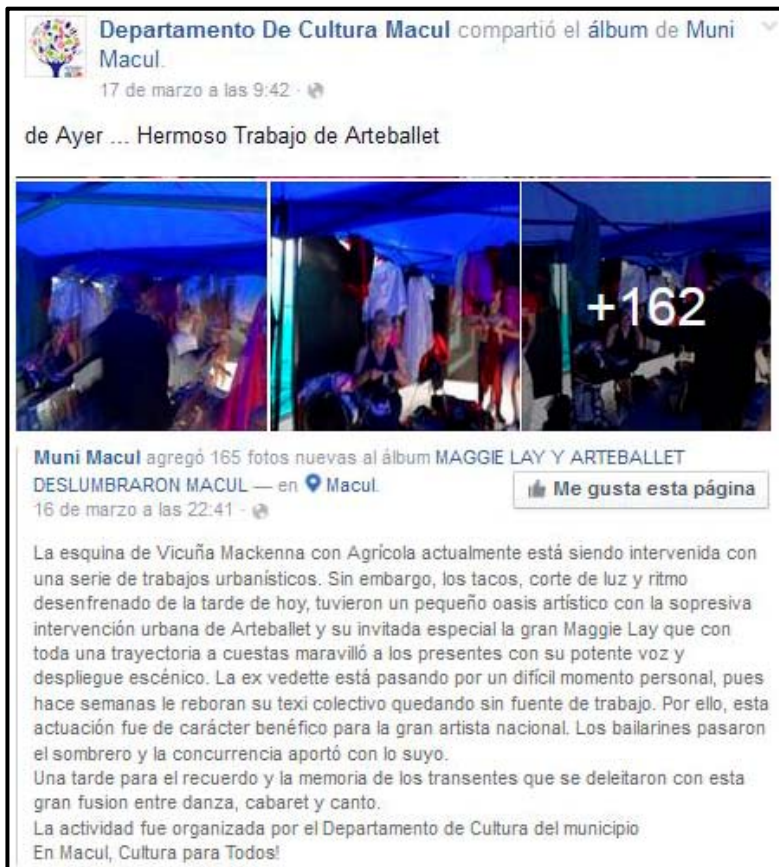 Departamento De Cultura Macul compartió el álbum de Muni
Macul.
17 de marzo a las 9:42 ·
de Ayer ... Hermoso Trabajo de Arteballet
+162
Muni Macul agregó 165 fotos nuevas al álbum MAGGIE LAY Y ARTEBALLET
DESLUMBRARON MACUL — en Macul.
Me gusta esta página
16 de marzo a las 22:41 ·
La esquina de Vicuña Mackenna con Agrícola actualmente está siendo intervenida con
una serie de trabajos urbanísticos. Sin embargo, los tacos, corte de luz y ritmo
desenfrenado de la tarde de hoy, tuvieron un pequeño oasis artístico con la sopresiva
intervención urbana de Arteballet y su invitada especial la gran Maggie Lay que con
toda una trayectoria a cuestas maravilló a los presentes con su potente voz y
despliegue escénico. La ex vedette está pasando por un difícil momento personal, pues
hace semanas le reboran su texi colectivo quedando sin fuente de trabajo. Por ello, esta
actuación fue de carácter benéfico para la gran artista nacional. Los bailarines pasaron
el sombrero y la concurrencia aportó con lo suyo.
Una tarde para el recuerdo y la memoria de los transentes que se deleitaron con esta
gran fusion entre danza, cabaret y canto.
La actividad fue organizada por el Departamento de Cultura del municipio
En Macul, Cultura para Todos!